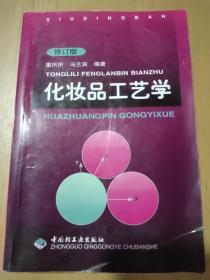 XIUDINGBAN
修订版
童琍琍 冯兰宾 编著
TONGLILI FENGLANBIN BIANZHU
化妆品工艺学
HUAZHUANGPIN GONGYIXUE
中国轻工业出版社
ZHONGGUO QINGGONGYE CHUBANSHE